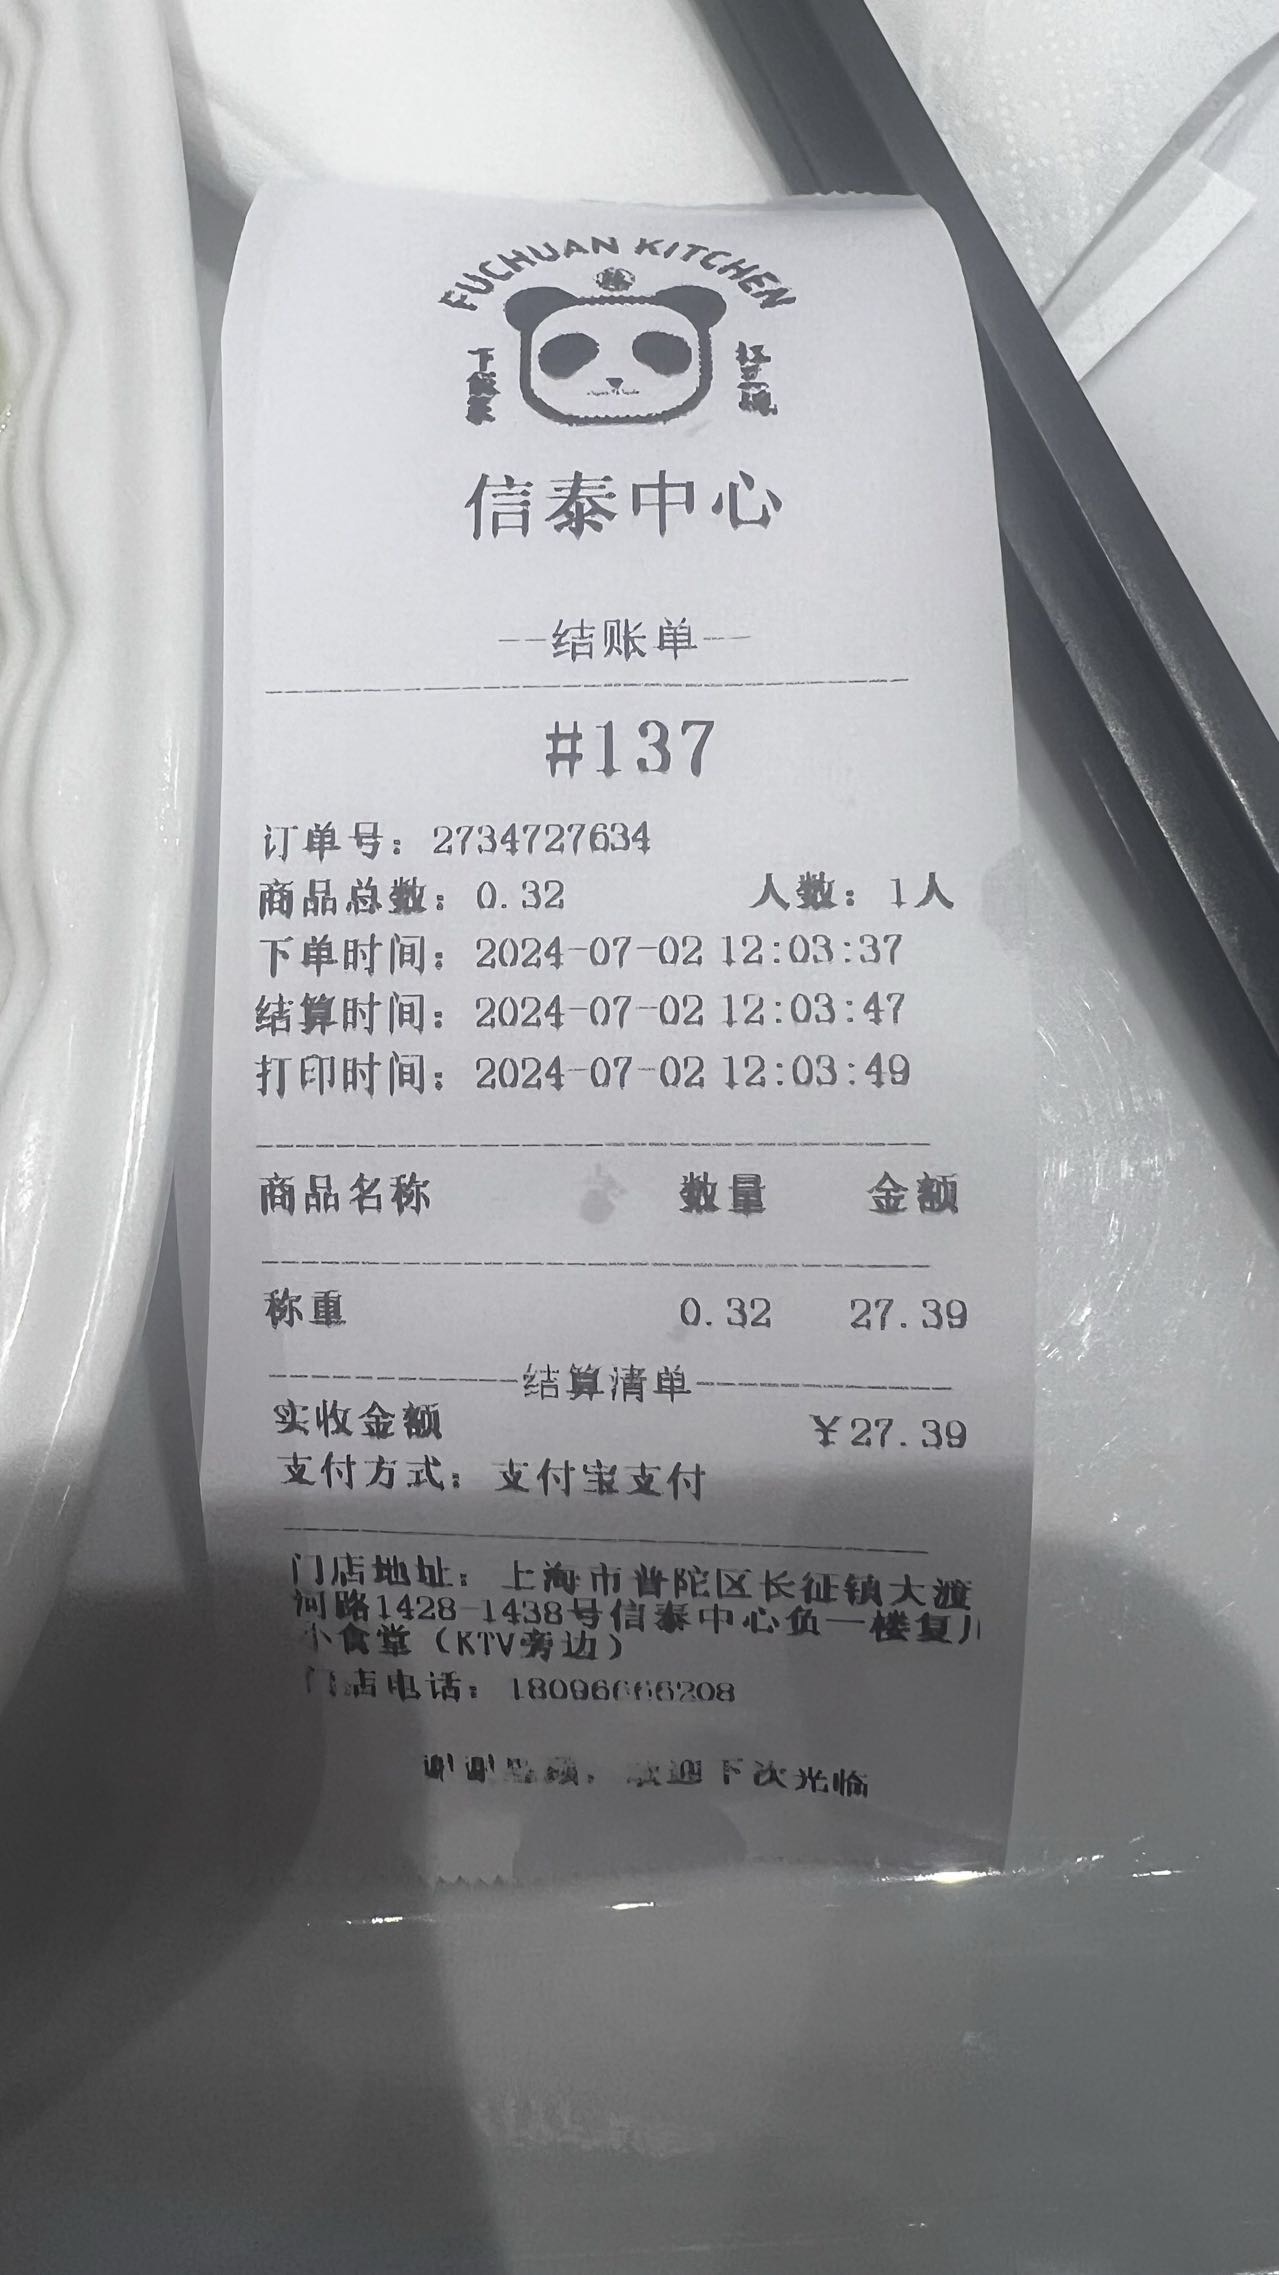 FUCHUAN KITCHEN
信泰中心
--结账单--
#137
订单号：2734727634
商品总数：0.32 人数：1人
下单时间：2024-07-02 12:03:37
结算时间：2024-07-02 12:03:47
打印时间：2024-07-02 12:03:49
商品名称 数量 金额
称重 0.32 27.39
结算清单
实收金额 ￥27.39
支付方式：支付宝支付
门店地址：上海市普陀区长征镇大渡
河路1428-1438号信泰中心负一楼复川
小食堂（KTV旁边）
门店电话：18096666208
谢谢惠顾，欢迎下次光临